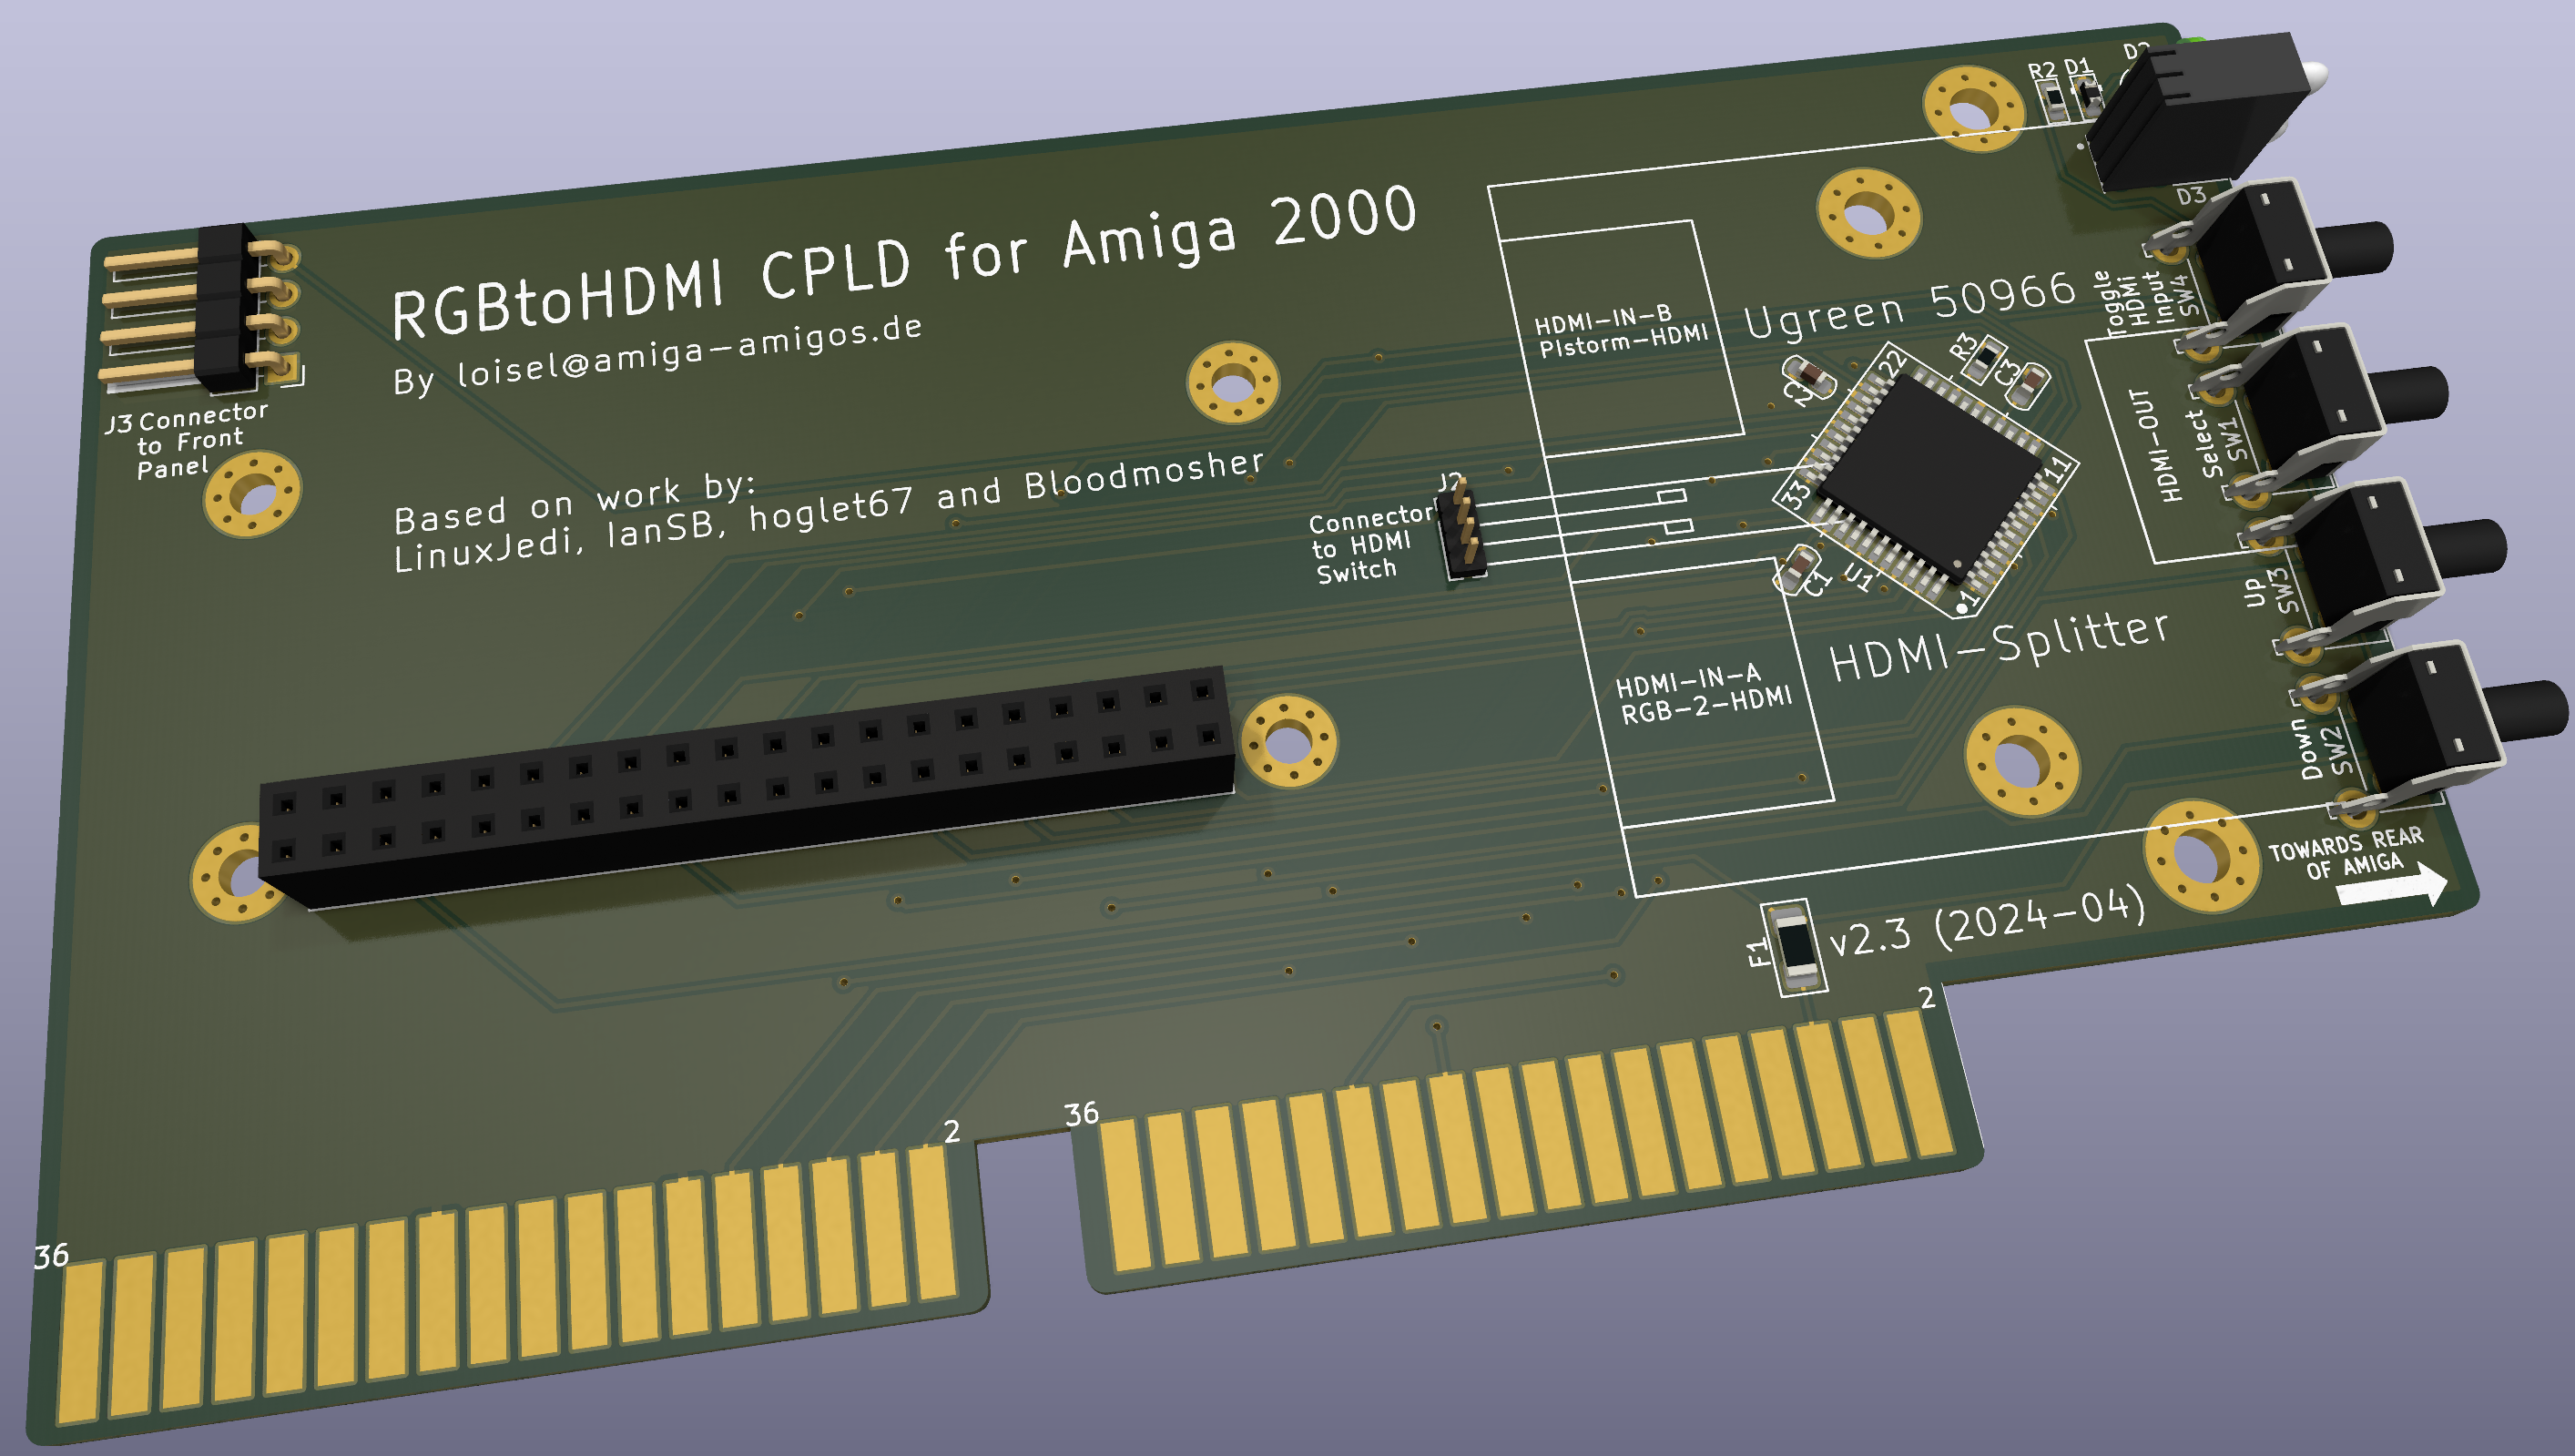 RGBtoHDMI CPLD for Amiga 2000
By loisel@amiga-amigos.de
Based on work by:
LinuxJedi, IanSB, hoglet67 and Bloodmosher
J3 Connector
to Front
Panel
J2
Connector
to HDMI
Switch
HDMI-IN-B
PIstorm-HDMI
Ugreen 50966
HDMI-IN-A
RGB-2-HDMI
HDMI-Splitter
R2
D1
D2
D3
Toggle
HDMI
Input
SW4
HDMI-OUT
Select
SW1
Up
SW3
Down
SW2
R3
C3
C2
22
11
33
1
U1
C1
TOWARDS REAR
OF AMIGA
F1
v2.3 (2024-04)
36
2
36
2